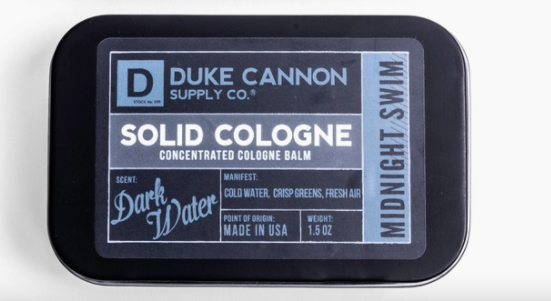 D
DUKE CANNON
SUPPLY CO.®
SOLID COLOGNE
CONCENTRATED COLOGNE BALM
SCENT:
Dark
Water
MANIFEST:
COLD WATER, CRISP GREENS, FRESH AIR
POINT OF ORIGIN:
MADE IN USA
WEIGHT:
1.5 OZ
MIDNIGHT SWIM